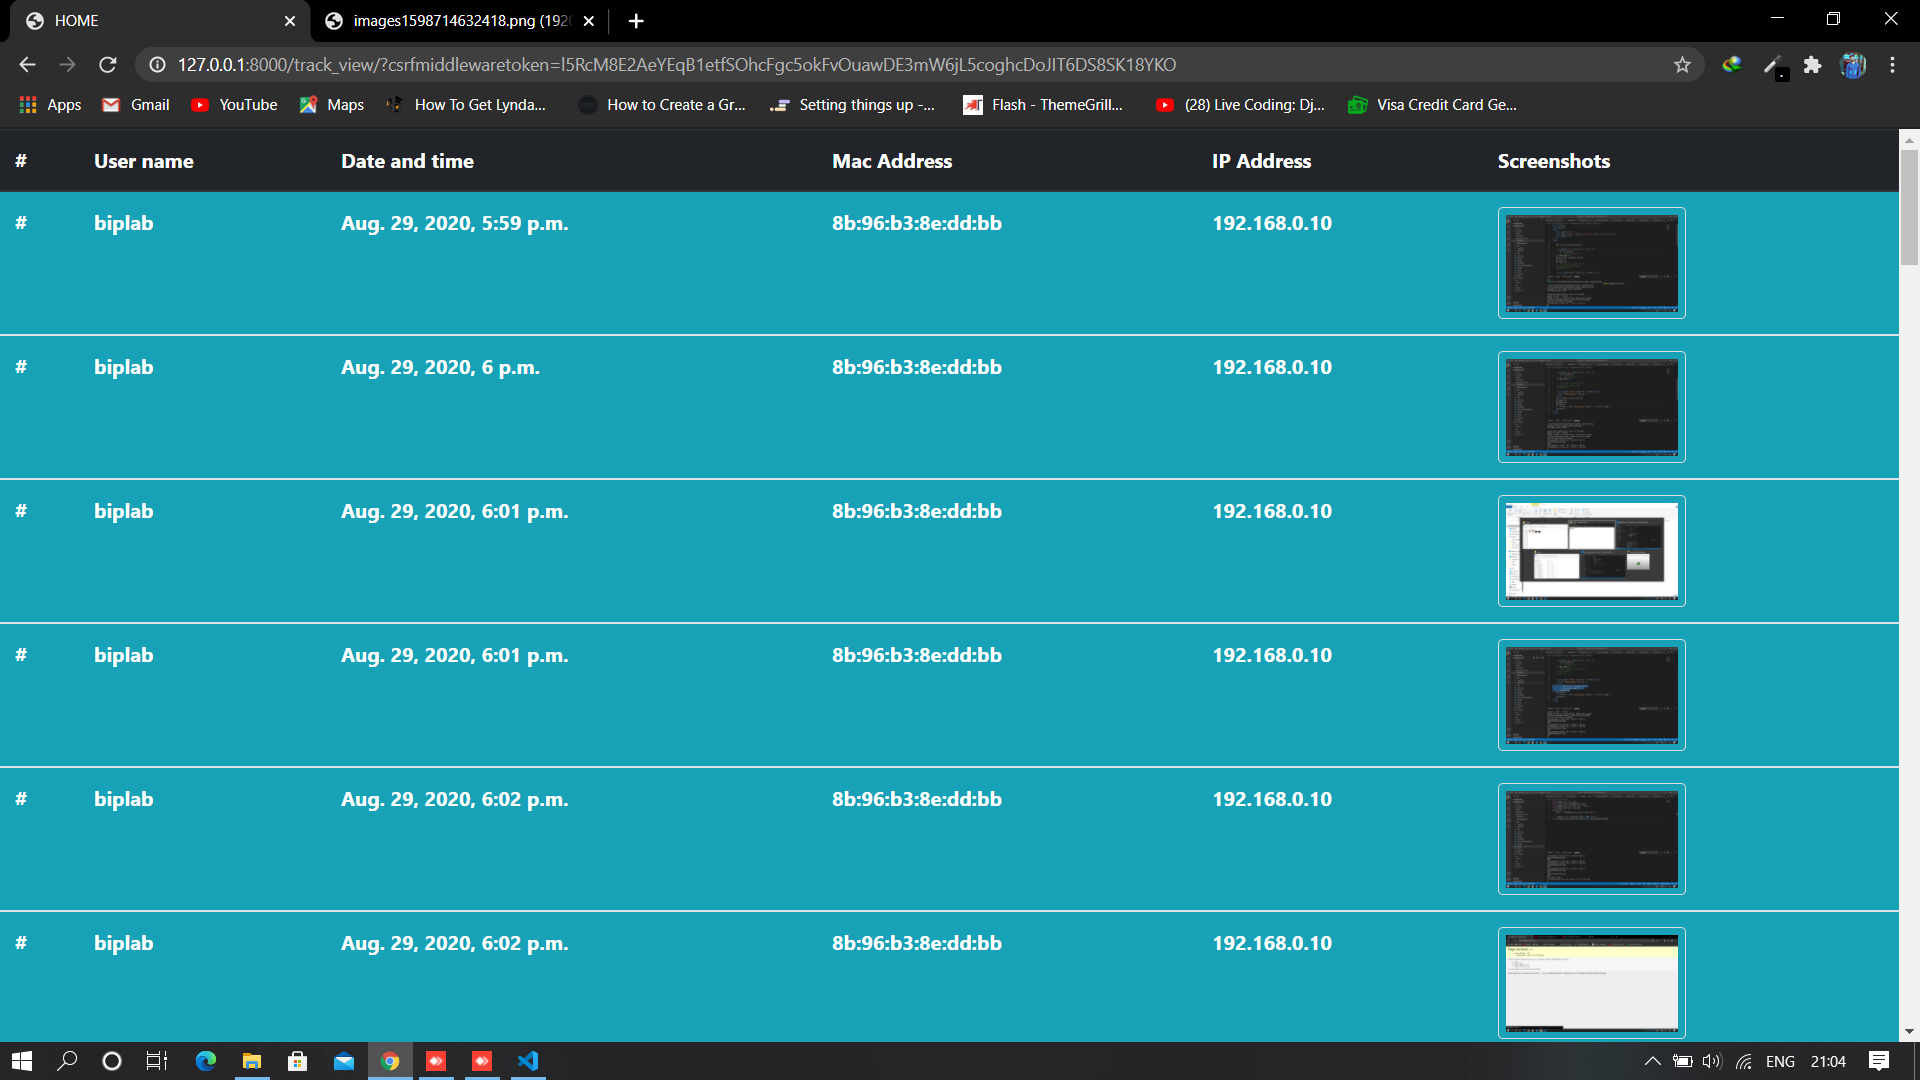 HOME
images1598714632418.png (192
127.0.0.1:8000/track_view/?csrfmiddlewaretoken=l5RcM8E2AeYEqB1etfSOhcFgc5okFvOuawDE3mW6jL5coghcDoJIT6DS8SK18YKO
Apps Gmail YouTube Maps How To Get Lynda... How to Create a Gr... Setting things up -... Flash - ThemeGrill... (28) Live Coding: Dj... Visa Credit Card Ge...
# User name Date and time Mac Address IP Address Screenshots
# biplab Aug. 29, 2020, 5:59 p.m. 8b:96:b3:8e:dd:bb 192.168.0.10
# biplab Aug. 29, 2020, 6 p.m. 8b:96:b3:8e:dd:bb 192.168.0.10
# biplab Aug. 29, 2020, 6:01 p.m. 8b:96:b3:8e:dd:bb 192.168.0.10
# biplab Aug. 29, 2020, 6:01 p.m. 8b:96:b3:8e:dd:bb 192.168.0.10
# biplab Aug. 29, 2020, 6:02 p.m. 8b:96:b3:8e:dd:bb 192.168.0.10
# biplab Aug. 29, 2020, 6:02 p.m. 8b:96:b3:8e:dd:bb 192.168.0.10
ENG 21:04